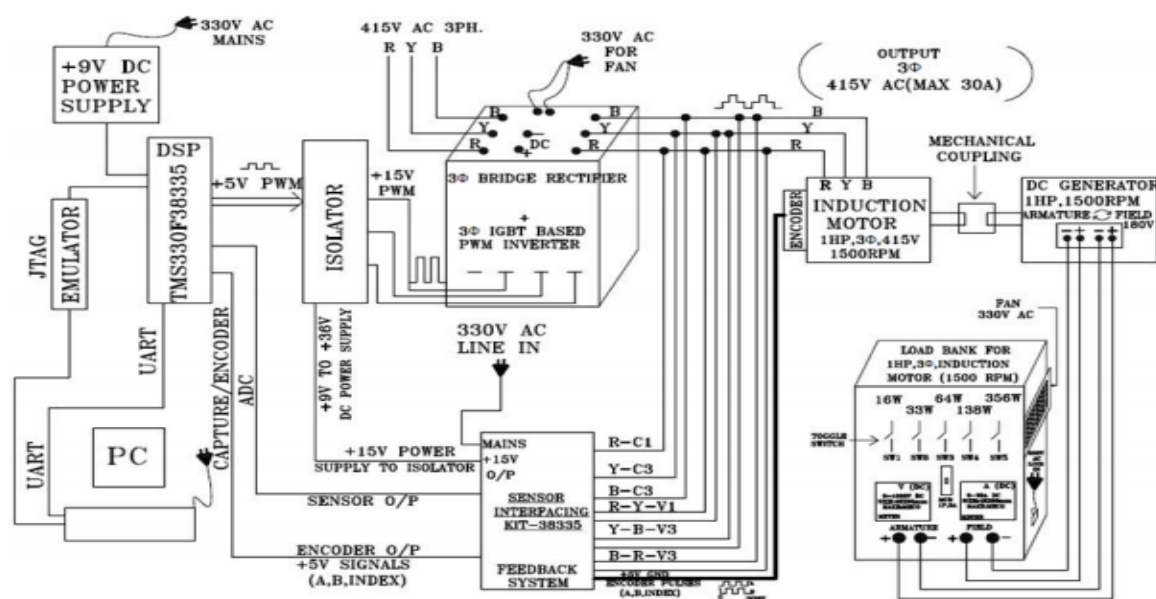 330V AC
MAINS
+9V DC
POWER
SUPPLY
415V AC 3PH.
R Y B
330V AC
FOR
FAN
OUTPUT
3Φ
415V AC(MAX 30A)
DSP
TMS330F38335
+5V PWM
ISOLATOR
+15V
PWM
B
Y
R
DC
+
B
Y
R
B
Y
R
3Φ BRIDGE RECTIFIER
+
3Φ IGBT BASED
PWM INVERTER
ENCODER
R Y B
INDUCTION
MOTOR
1HP,3Φ,415V
1500RPM
MECHANICAL
COUPLING
DC GENERATOR
1HP,1500RPM
ARMATURE
FIELD
180V
JTAG
EMULATOR
UART
UART
PC
CAPTURE/ENCODER
ADC
+9V TO +36V
DC POWER SUPPLY
330V AC
LINE IN
+15V POWER
SUPPLY TO ISOLATOR
SENSOR O/P
ENCODER O/P
+5V SIGNALS
(A,B,INDEX)
MAINS
+15V
O/P
SENSOR
INTERFACING
KIT-38335
FEEDBACK
SYSTEM
R-C1
Y-C3
B-C3
R-Y-V1
Y-B-V3
B-R-V3
+5V GND
ENCODER PULSES
(A,B,INDEX)
FAN
330V AC
LOAD BANK FOR
1HP,3Φ,INDUCTION
MOTOR (1500 RPM)
16W
33W
64W
138W
356W
TOGGLE
SWITCH
SW1
SW5
V (DC)
A (DC)
ARMATURE
FIELD
+ −
+ −